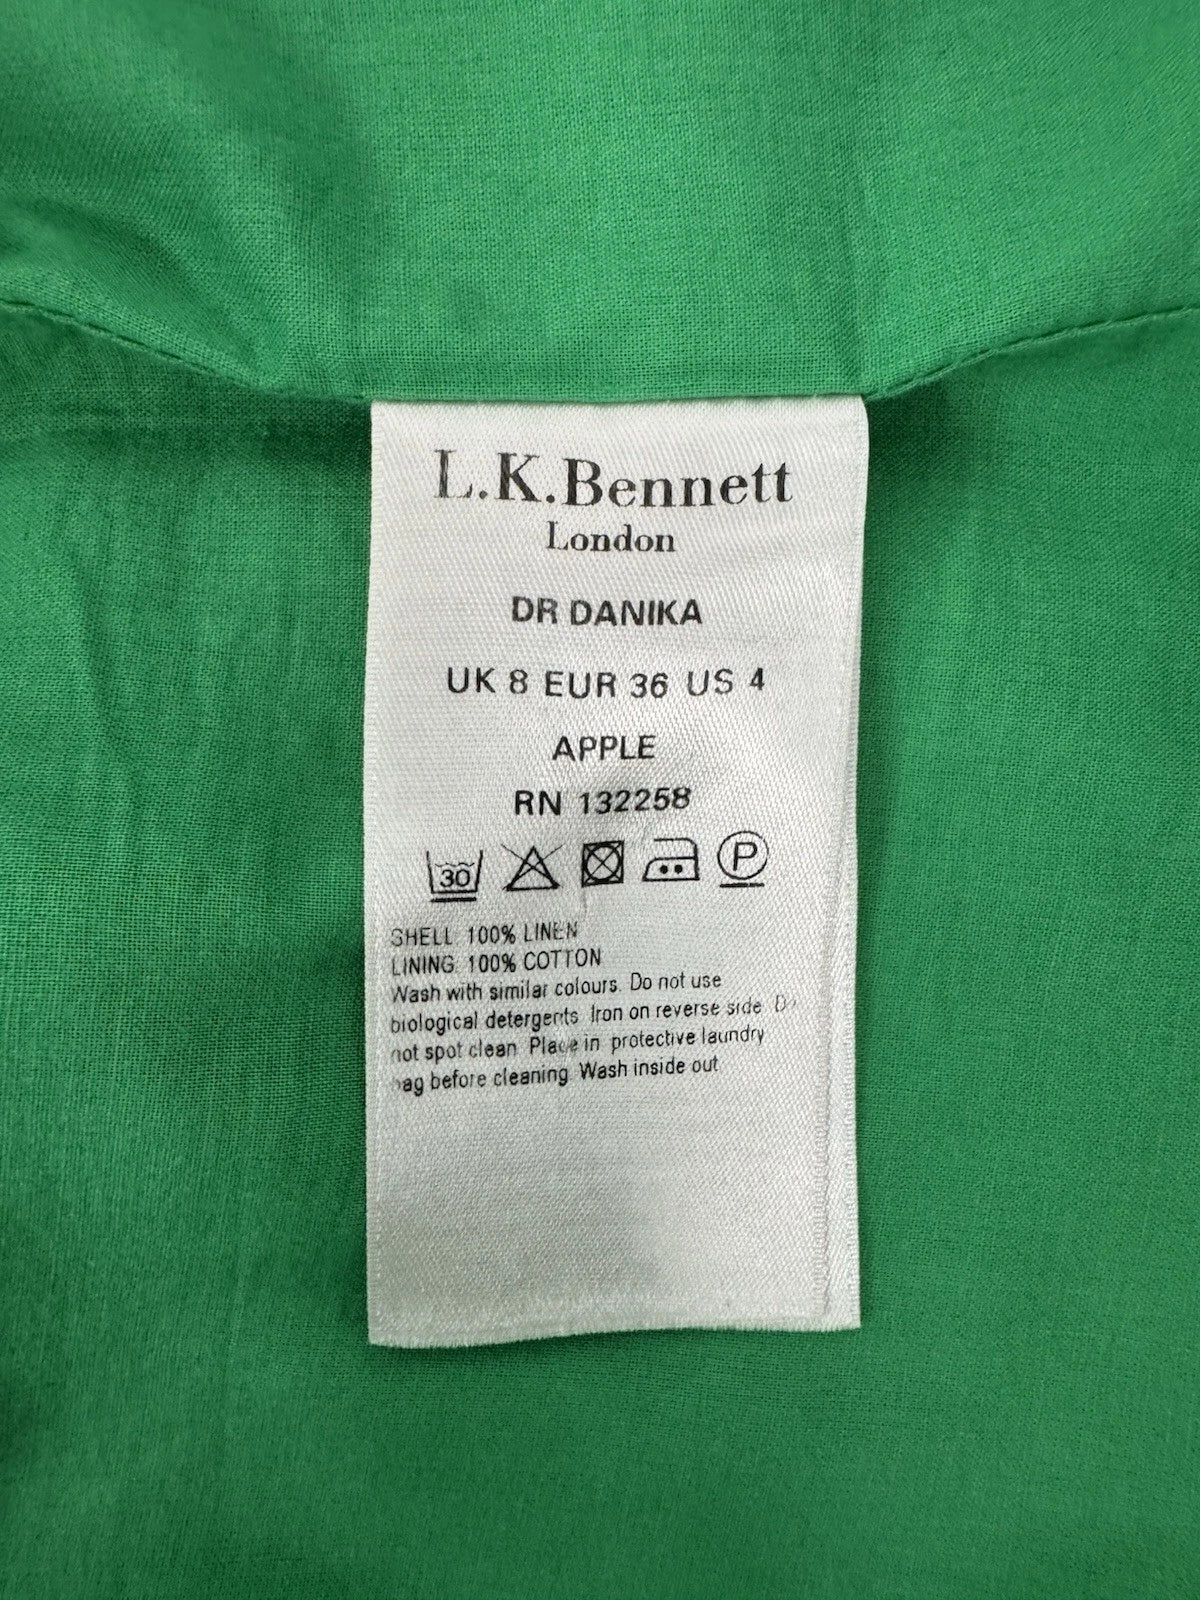 L.K.Bennett
London
DR DANIKA
UK 8 EUR 36 US 4
APPLE
RN 132258
30 P
SHELL: 100% LINEN
LINING: 100% COTTON
Wash with similar colours. Do not use
biological detergents. Iron on reverse side. Do
not spot clean. Place in protective laundry
bag before cleaning. Wash inside out.